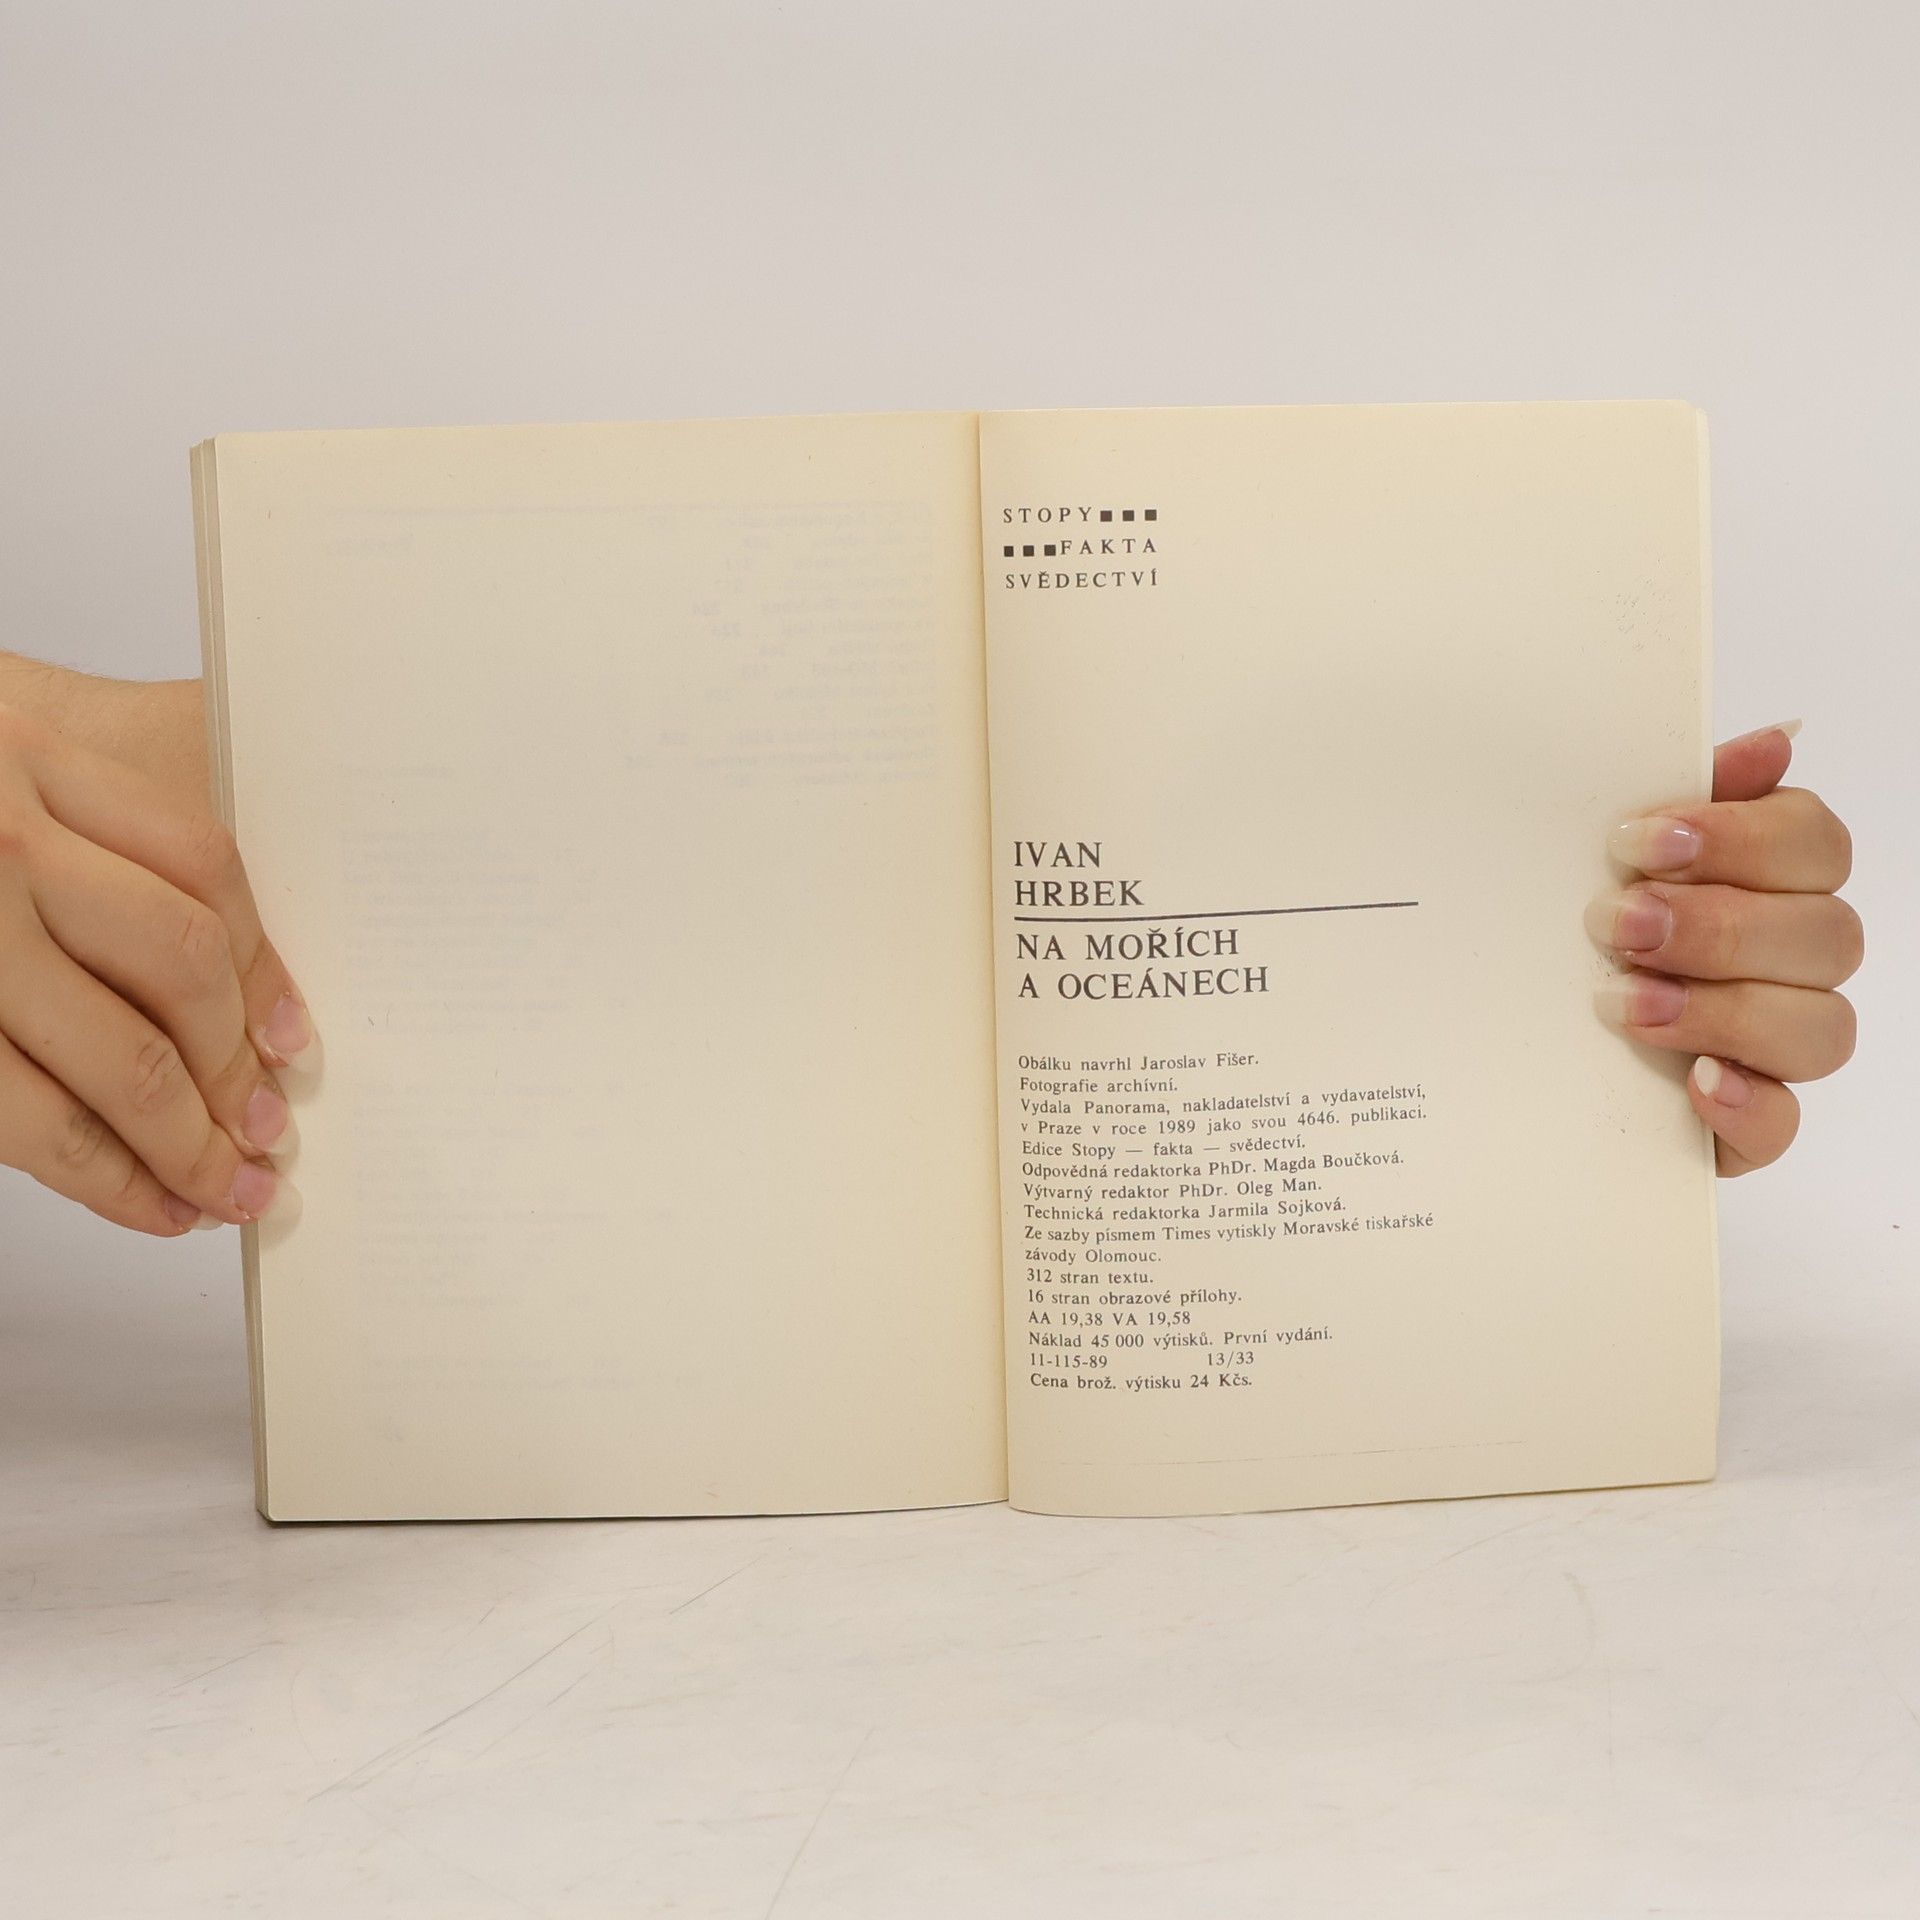 STOPY■■■
■■■FAKTA
SVĚDECTVÍ
IVAN
HRBEK
NA MOŘÍCH
A OCEÁNECH
Obálku navrhl Jaroslav Fišer.
Fotografie archívní.
Vydala Panorama, nakladatelství a vydavatelství,
v Praze v roce 1989 jako svou 4646. publikaci.
Edice Stopy — fakta — svědectví.
Odpovědná redaktorka PhDr. Magda Boučková.
Výtvarný redaktor PhDr. Oleg Man.
Technická redaktorka Jarmila Sojková.
Ze sazby písmem Times vytiskly Moravské tiskařské
závody Olomouc.
312 stran textu.
16 stran obrazové přílohy.
AA 19,38 VA 19,58
Náklad 45 000 výtisků. První vydání.
11-115-89 13/33
Cena brož. výtisku 24 Kčs.